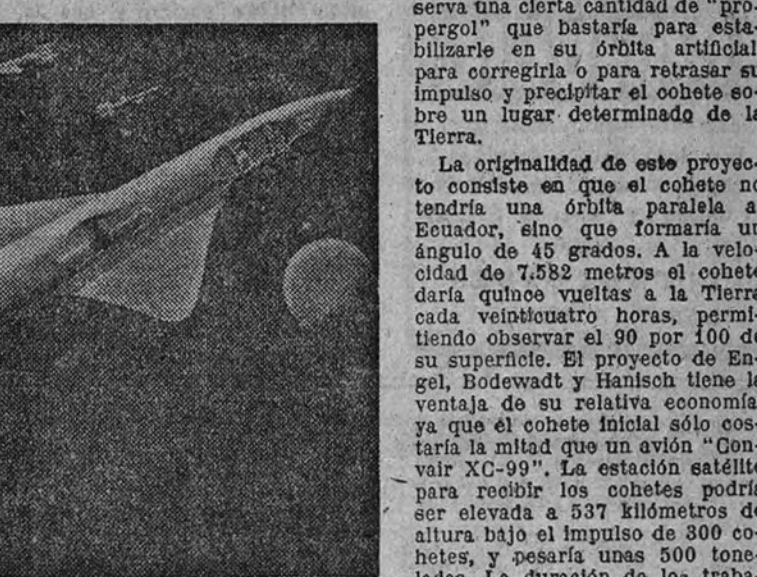 serva una cierta cantidad de "pro-
pergol" que bastaría para esta-
bilizarle en su órbita artificial
para corregirla o para retrasar su
impulso y precipitar el cohete so-
bre un lugar determinado de la
Tierra.
La originalidad de este proyec-
to consiste en que el cohete no
tendría una órbita paralela al
Ecuador, sino que formaría un
ángulo de 45 grados. A la velo-
cidad de 7.582 metros el cohete
daría quince vueltas a la Tierra
cada veinticuatro horas, permi-
tiendo observar el 90 por 100 de
su superficie. El proyecto de En-
gel, Bodewadt y Hanisch tiene la
ventaja de su relativa economía
ya que el cohete inicial sólo cos-
taría la mitad que un avión "Con-
vair XC-99". La estación satélite
para recibir los cohetes podría
ser elevada a 537 kilómetros de
altura bajo el impulso de 300 co-
hetes, y pesaría unas 500 tone-
ladas. La duración de los traba-